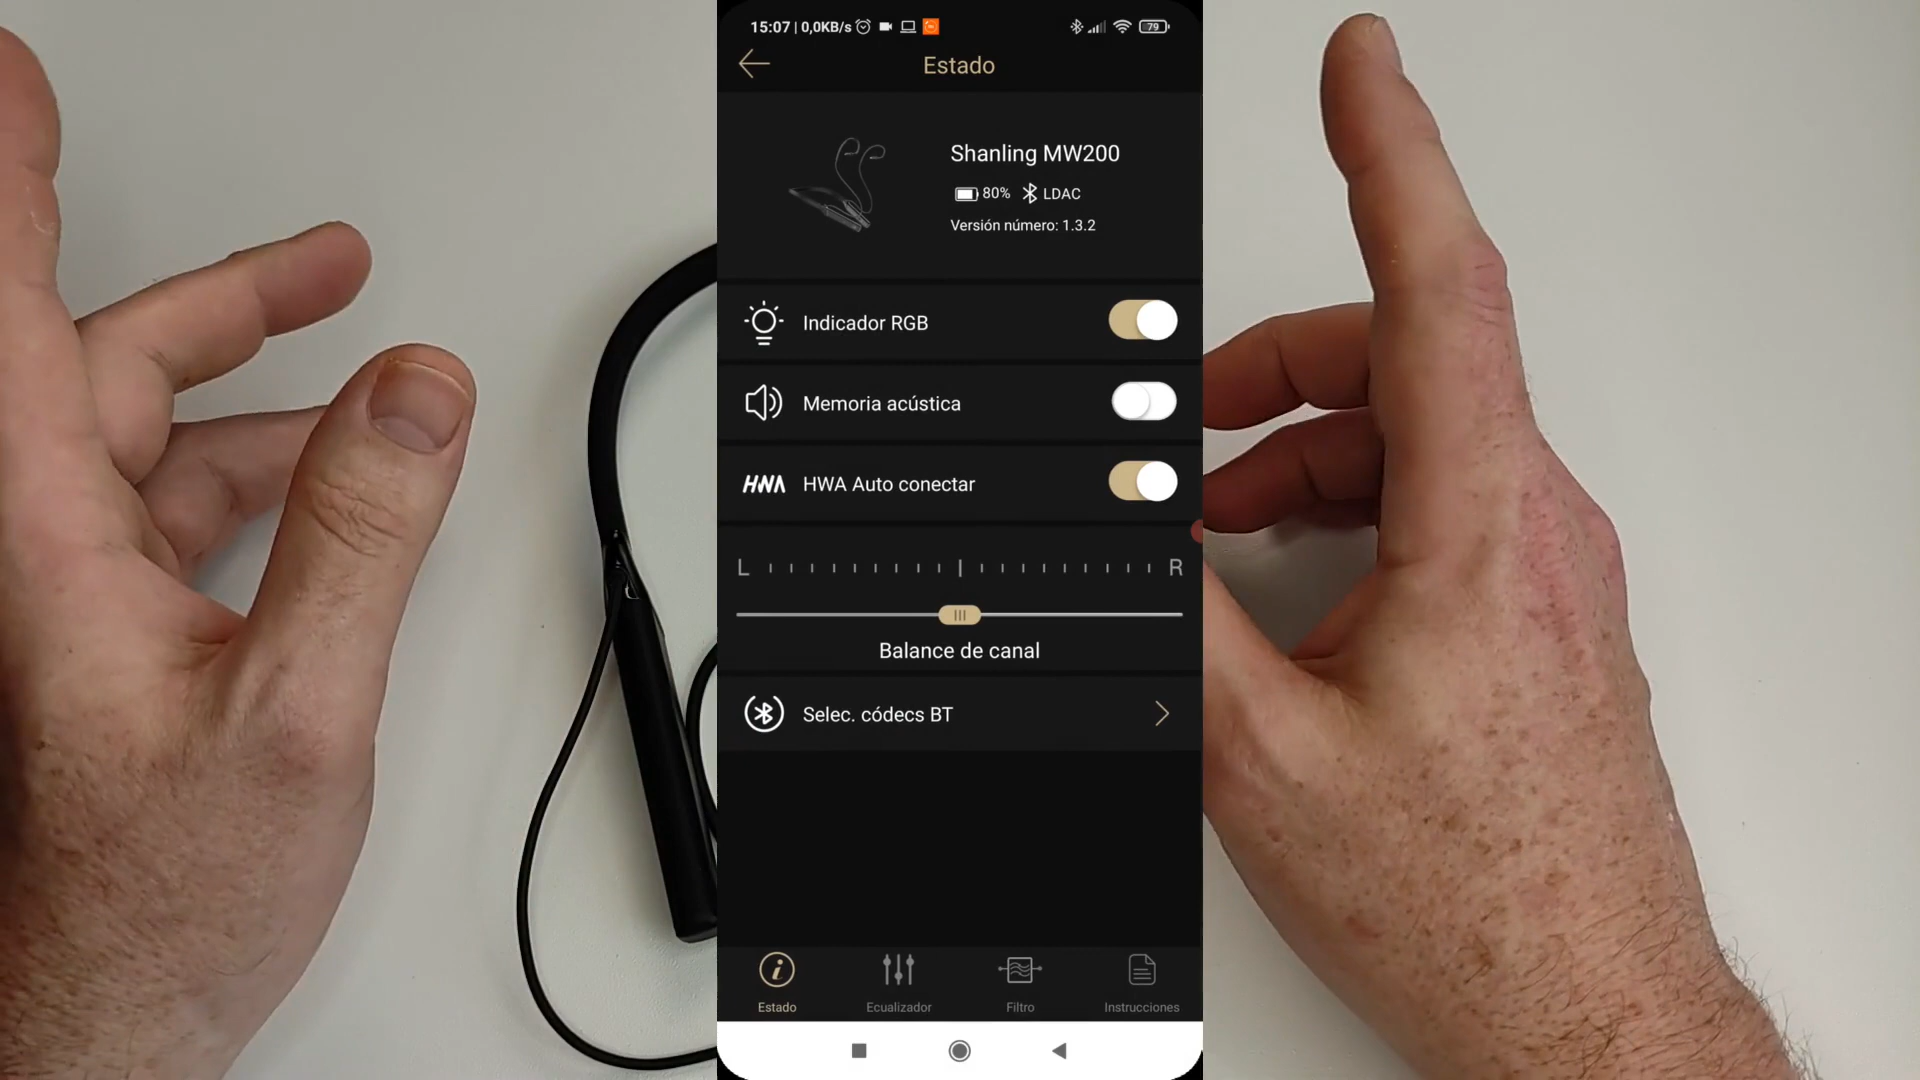 15:07 | 0,0KB/s
79
Estado
Shanling MW200
80% LDAC
Versión número: 1.3.2
Indicador RGB
Memoria acústica
HWA HWA Auto conectar
L R
Balance de canal
Selec. códecs BT
Estado Ecualizador Filtro Instrucciones